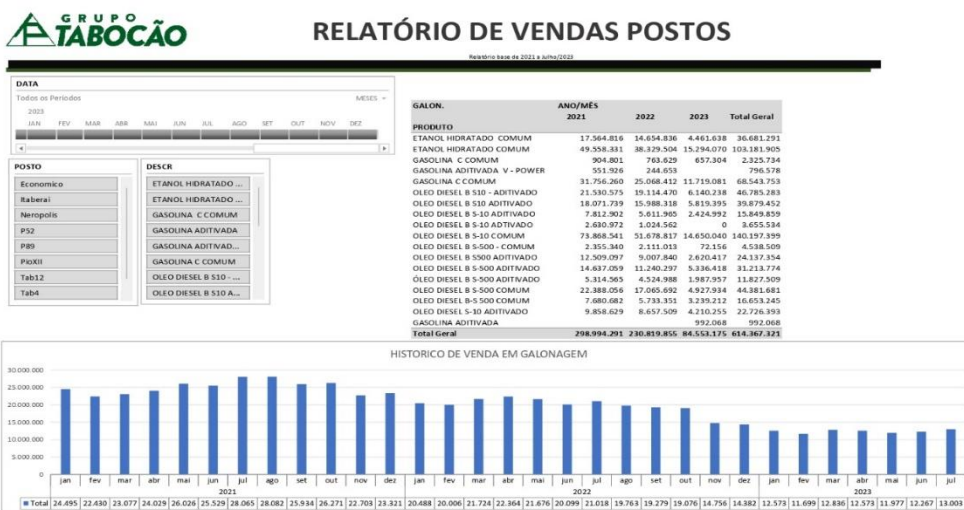 GRUPO
TABOCÃO
RELATÓRIO DE VENDAS POSTOS
Relatório base de 2021 a Julho/2023
DATA
Todos os Períodos MESES
2023
JAN FEV MAR ABR MAI JUN JUL AGO SET OUT NOV DEZ
POSTO
Economico
Itaberai
Neropolis
P52
P89
PioXII
Tab12
Tab4
DESCR
ETANOL HIDRATADO ...
ETANOL HIDRATADO ...
GASOLINA C COMUM
GASOLINA ADITIVADA
GASOLINA ADITIVAD...
GASOLINA C COMUM
OLEO DIESEL B S10 - ...
OLEO DIESEL B S10 A...
GALON. ANO/MÊS
2021 2022 2023 Total Geral
PRODUTO
ETANOL HIDRATADO COMUM 17.564.816 14.654.836 4.461.638 36.681.291
ETANOL HIDRATADO COMUM 49.558.331 38.329.504 15.294.070 103.181.905
GASOLINA C COMUM 904.801 763.629 657.304 2.325.734
GASOLINA ADITIVADA V - POWER 551.926 244.653 796.578
GASOLINA C COMUM 31.756.260 25.068.412 11.719.081 68.543.753
OLEO DIESEL B S10 - ADITIVADO 21.530.575 19.114.470 6.140.238 46.785.283
OLEO DIESEL B S10 ADITIVADO 18.071.739 15.988.318 5.819.395 39.879.452
OLEO DIESEL B S-10 ADITIVADO 7.812.902 5.611.965 2.424.992 15.849.859
OLEO DIESEL B S-10 ADTIVADO 2.630.972 1.024.562 0 3.655.534
OLEO DIESEL B S-10 COMUM 73.868.541 51.678.817 14.650.040 140.197.399
OLEO DIESEL B S-500 - COMUM 2.355.340 2.111.013 72.156 4.538.509
OLEO DIESEL B S500 ADITIVADO 12.509.097 9.007.840 2.620.417 24.137.354
OLEO DIESEL B S-500 ADITIVADO 14.637.059 11.240.297 5.336.418 31.213.774
ÓLEO DIESEL B S-500 ADITIVADO 5.314.565 4.524.988 1.987.957 11.827.509
OLEO DIESEL B S-500 COMUM 22.388.056 17.065.692 4.927.934 44.381.681
OLEO DIESEL B-S 500 COMUM 7.680.682 5.733.351 3.239.212 16.653.245
OLEO DIESEL S-10 ADITIVADO 9.858.629 8.657.509 4.210.255 22.726.393
GASOLINA ADITIVADA 992.068 992.068
Total Geral 298.994.291 230.819.855 84.553.175 614.367.321
HISTORICO DE VENDA EM GALONAGEM
30.000.000
25.000.000
20.000.000
15.000.000
10.000.000
5.000.000
0
jan fev mar abr mai jun jul ago set out nov dez jan fev mar abr mai jun jul ago set out nov dez jan fev mar abr mai jun jul
2021 2022 2023
Total 24.495 22.430 23.077 24.029 26.026 25.529 28.065 28.082 25.934 26.271 22.703 23.321 20.488 20.006 21.724 22.364 21.676 20.099 21.018 19.763 19.279 19.076 14.756 14.382 12.573 11.699 12.836 12.573 11.977 12.267 13.003